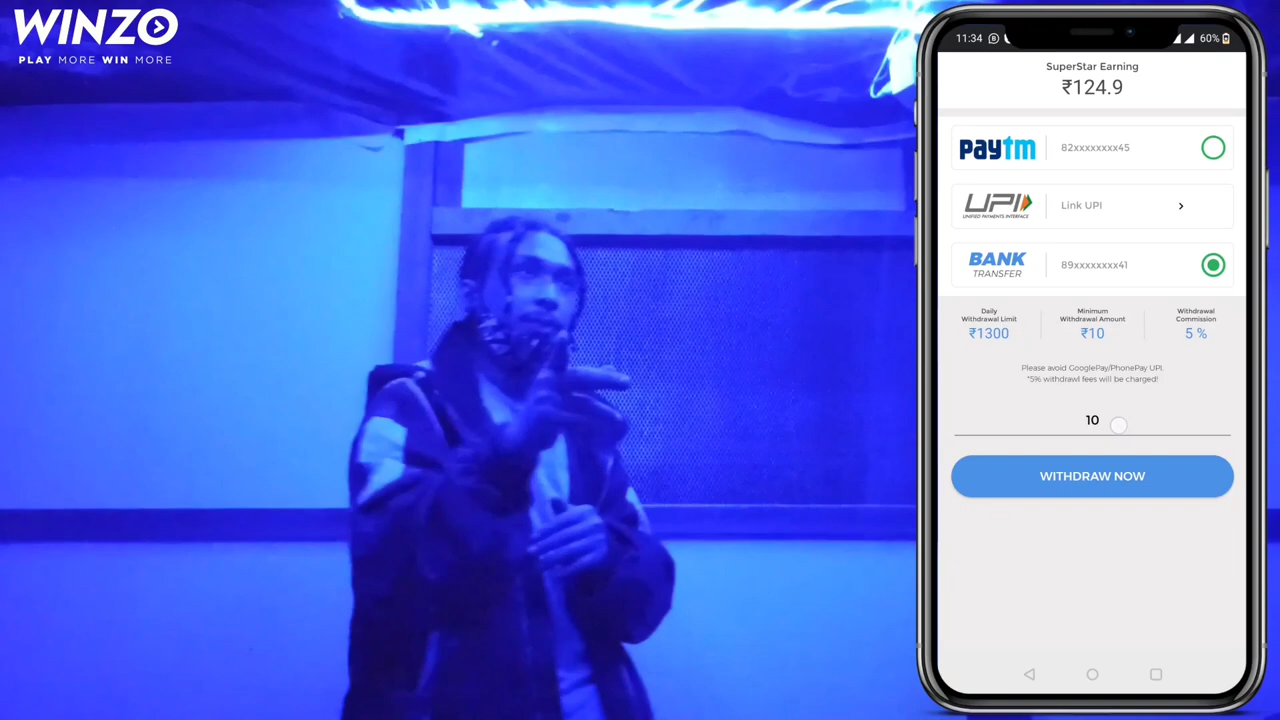 WINZO
PLAY MORE WIN MORE
11:34
60%
SuperStar Earning
₹124.9
paytm
82xxxxxxxx45
UPI
UNIFIED PAYMENTS INTERFACE
Link UPI
BANK
TRANSFER
89xxxxxxxx41
Daily
Withdrawal Limit
₹1300
Minimum
Withdrawal Amount
₹10
Withdrawal
Commission
5 %
Please avoid GooglePay/PhonePay UPI.
*5% withdrawl fees will be charged!
10
WITHDRAW NOW